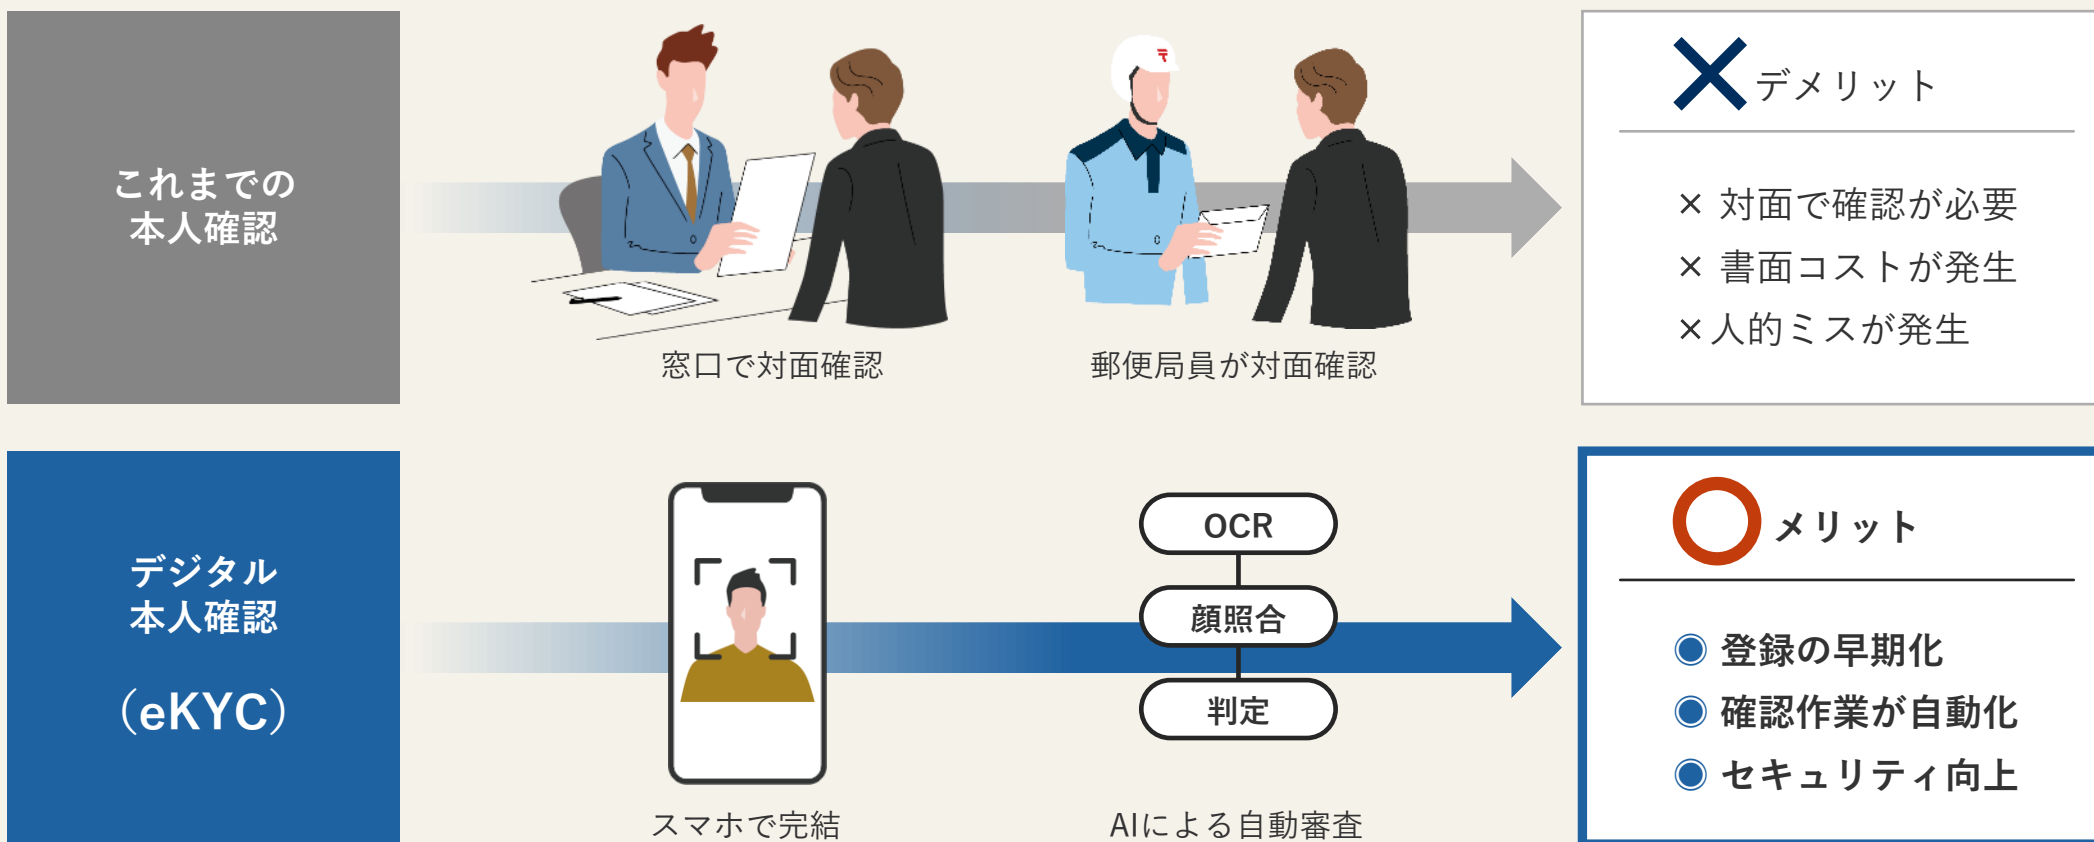 これまでの
本人確認
窓口で対面確認
郵便局員が対面確認
デメリット
× 対面で確認が必要
× 書面コストが発生
×人的ミスが発生
デジタル
本人確認
（eKYC）
スマホで完結
OCR
顔照合
判定
AIによる自動審査
メリット
◉ 登録の早期化
◉ 確認作業が自動化
◉ セキュリティ向上